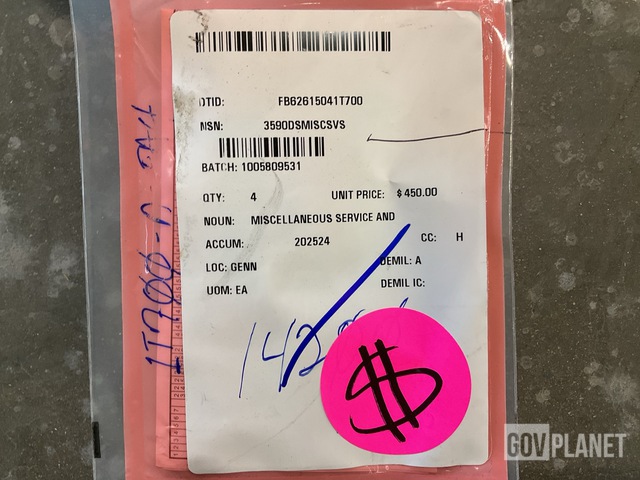 DTID: FB62615041T700
NSN: 3590DSMISCSVS
BATCH: 1005809531
QTY: 4 UNIT PRICE: $450.00
NOUN: MISCELLANEOUS SERVICE AND
ACCUM: 202524 CC: H
LOC: GENN DEMIL: A
UOM: EA DEMIL IC:
142
$
GOVPLANET